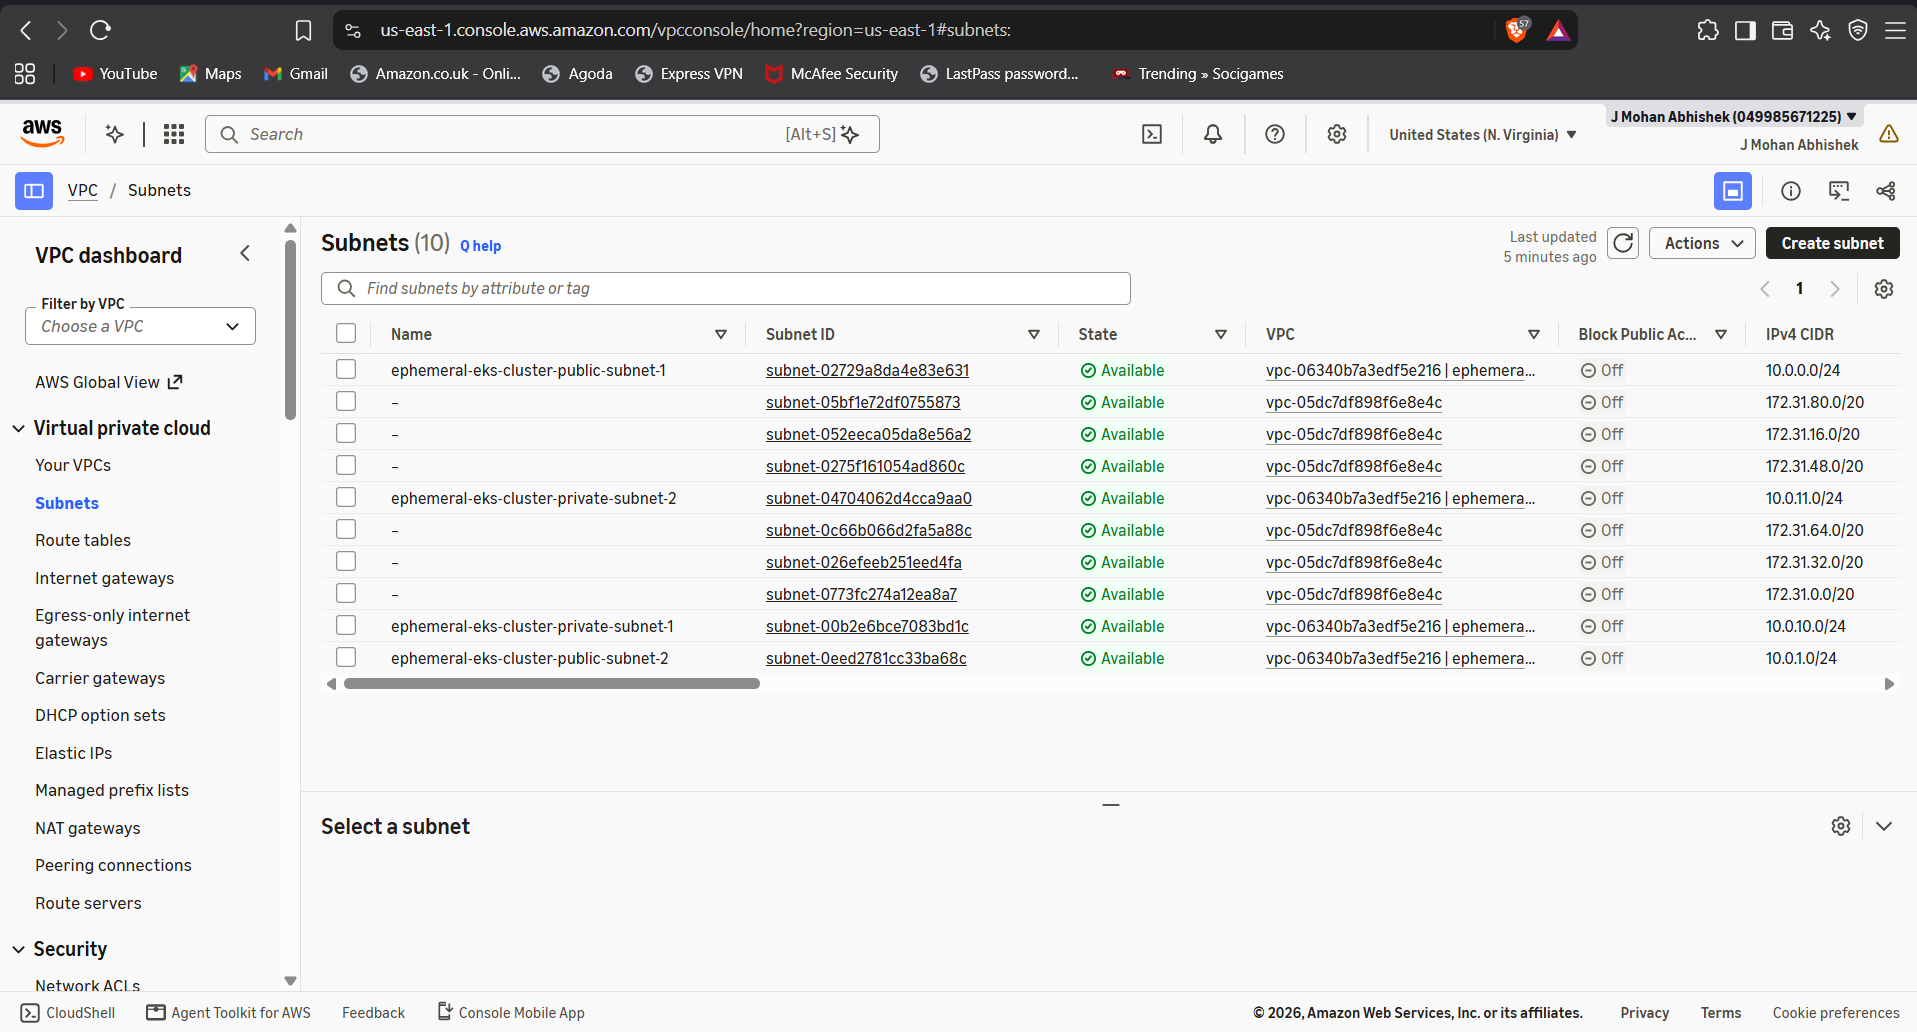 us-east-1.console.aws.amazon.com/vpcconsole/home?region=us-east-1#subnets:
57
YouTube Maps Gmail Amazon.co.uk - Onli... Agoda Express VPN McAfee Security LastPass password... Trending » Socigames
aws Search [Alt+S] United States (N. Virginia) J Mohan Abhishek (049985671225)
J Mohan Abhishek
VPC / Subnets
VPC dashboard
Filter by VPC
Choose a VPC
AWS Global View
Virtual private cloud
Your VPCs
Subnets
Route tables
Internet gateways
Egress-only internet
gateways
Carrier gateways
DHCP option sets
Elastic IPs
Managed prefix lists
NAT gateways
Peering connections
Route servers
Security
Network ACLs
Subnets (10) Q help
Last updated
5 minutes ago
Actions
Create subnet
Find subnets by attribute or tag
1
Name Subnet ID State VPC Block Public Ac... IPv4 CIDR
ephemeral-eks-cluster-public-subnet-1 subnet-02729a8da4e83e631 Available vpc-06340b7a3edf5e216 | ephemera... Off 10.0.0.0/24
– subnet-05bf1e72df0755873 Available vpc-05dc7df898f6e8e4c Off 172.31.80.0/20
– subnet-052eeca05da8e56a2 Available vpc-05dc7df898f6e8e4c Off 172.31.16.0/20
– subnet-0275f161054ad860c Available vpc-05dc7df898f6e8e4c Off 172.31.48.0/20
ephemeral-eks-cluster-private-subnet-2 subnet-04704062d4cca9aa0 Available vpc-06340b7a3edf5e216 | ephemera... Off 10.0.11.0/24
– subnet-0c66b066d2fa5a88c Available vpc-05dc7df898f6e8e4c Off 172.31.64.0/20
– subnet-026efeeb251eed4fa Available vpc-05dc7df898f6e8e4c Off 172.31.32.0/20
– subnet-0773fc274a12ea8a7 Available vpc-05dc7df898f6e8e4c Off 172.31.0.0/20
ephemeral-eks-cluster-private-subnet-1 subnet-00b2e6bce7083bd1c Available vpc-06340b7a3edf5e216 | ephemera... Off 10.0.10.0/24
ephemeral-eks-cluster-public-subnet-2 subnet-0eed2781cc33ba68c Available vpc-06340b7a3edf5e216 | ephemera... Off 10.0.1.0/24
Select a subnet
CloudShell Agent Toolkit for AWS Feedback Console Mobile App © 2026, Amazon Web Services, Inc. or its affiliates. Privacy Terms Cookie preferences